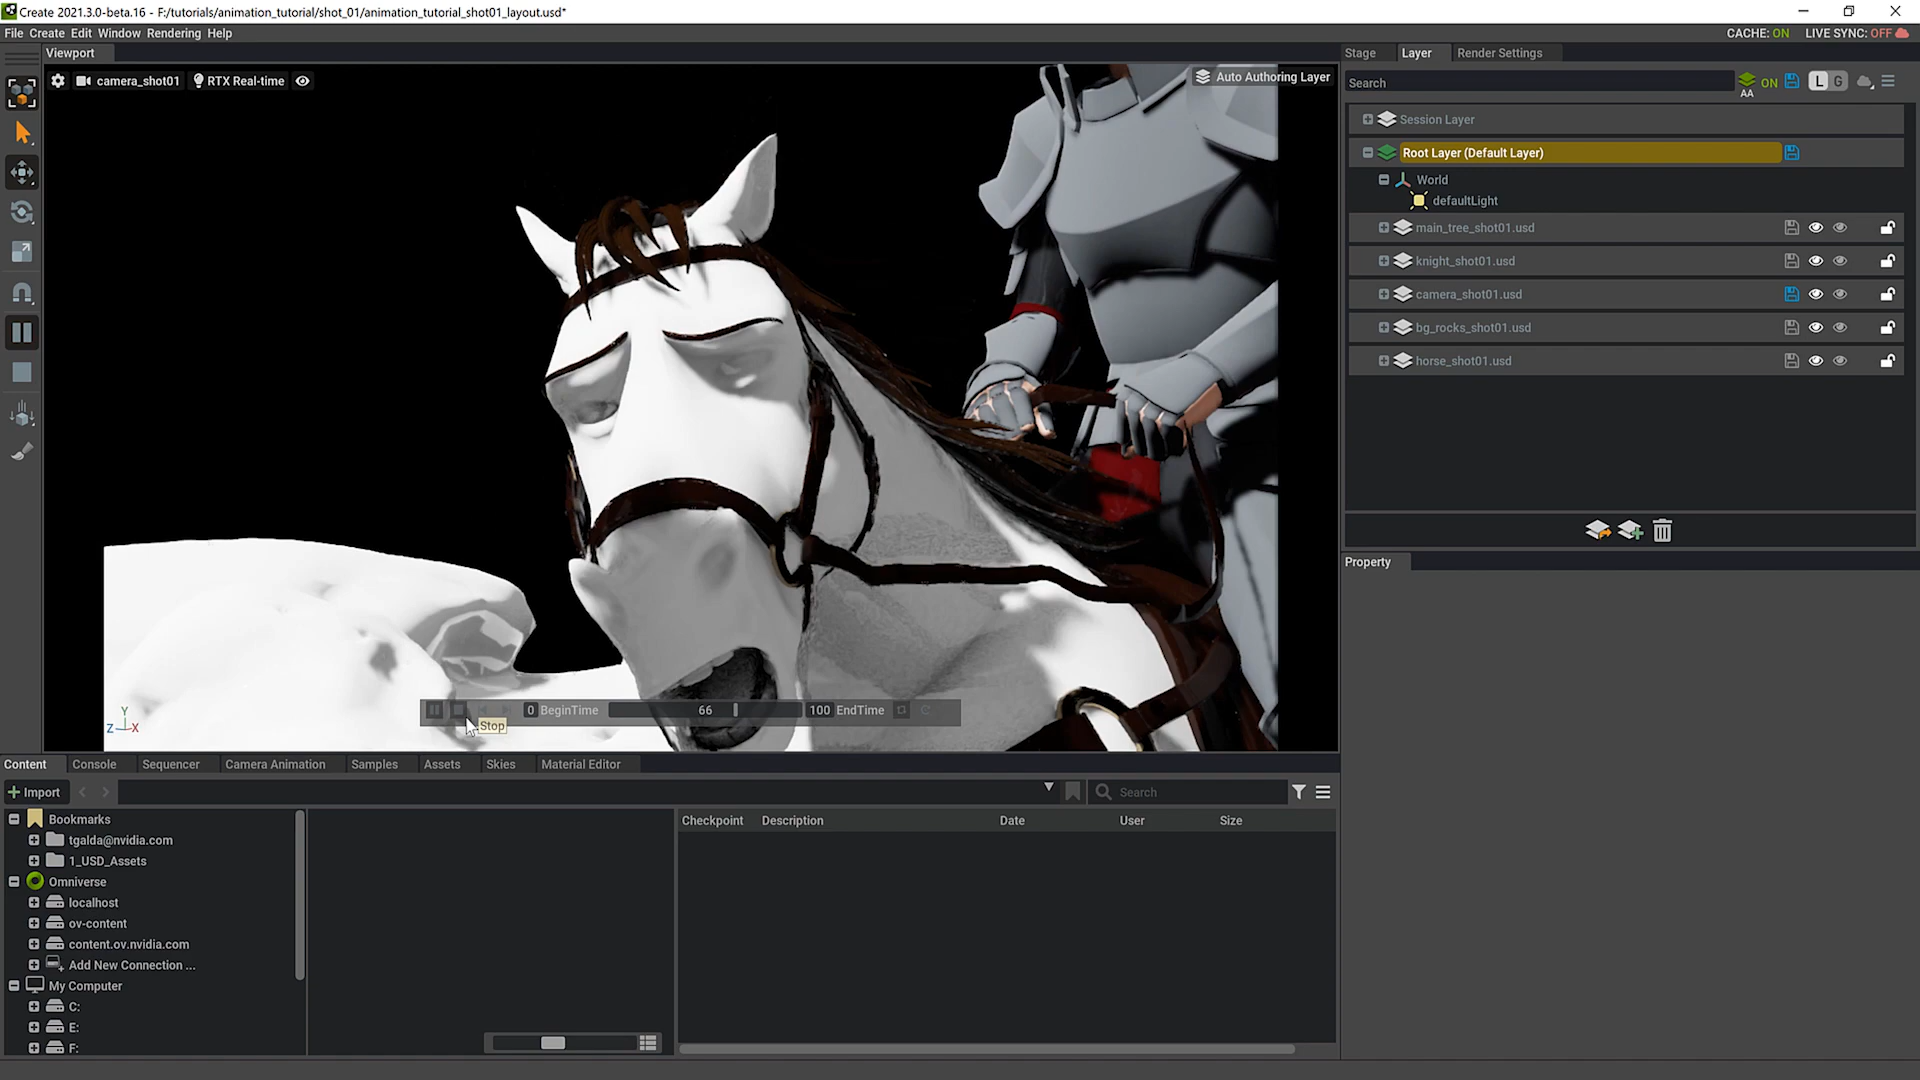 Create 2021.3.0-beta.16 - F:/tutorials/animation_tutorial/shot_01/animation_tutorial_shot01_layout.usd*
File Create Edit Window Rendering Help
CACHE: ON LIVE SYNC: OFF
Viewport
Stage Layer Render Settings
camera_shot01 RTX Real-time
Auto Authoring Layer
Search
AA ON L G
Session Layer
Root Layer (Default Layer)
World
defaultLight
main_tree_shot01.usd
knight_shot01.usd
camera_shot01.usd
bg_rocks_shot01.usd
horse_shot01.usd
Property
Y
Z X
0 BeginTime 66 100 EndTime
Stop
Content Console Sequencer Camera Animation Samples Assets Skies Material Editor
Import
Search
Bookmarks
tgalda@nvidia.com
1_USD_Assets
Omniverse
localhost
ov-content
content.ov.nvidia.com
Add New Connection ...
My Computer
C:
E:
F:
Checkpoint Description Date User Size